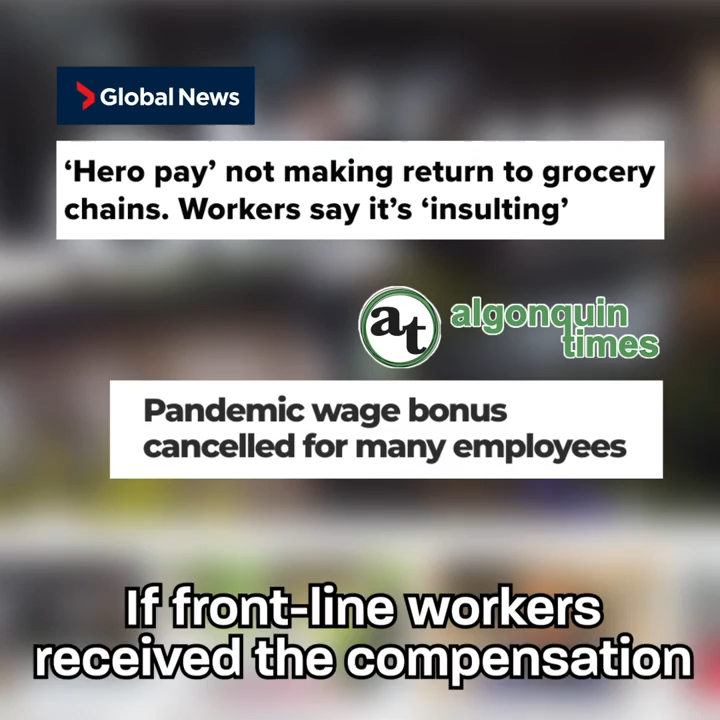 Global News
‘Hero pay’ not making return to grocery
chains. Workers say it’s ‘insulting’
at
algonquin
times
Pandemic wage bonus
cancelled for many employees
If front-line workers
received the compensation